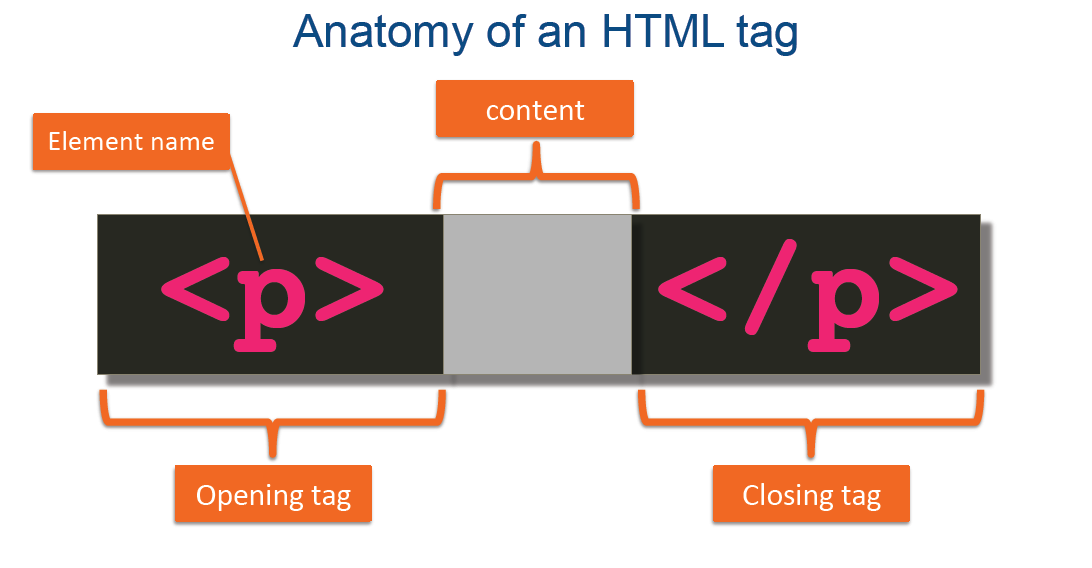 Anatomy of an HTML tag
content
Element name
<p>
</p>
Opening tag
Closing tag